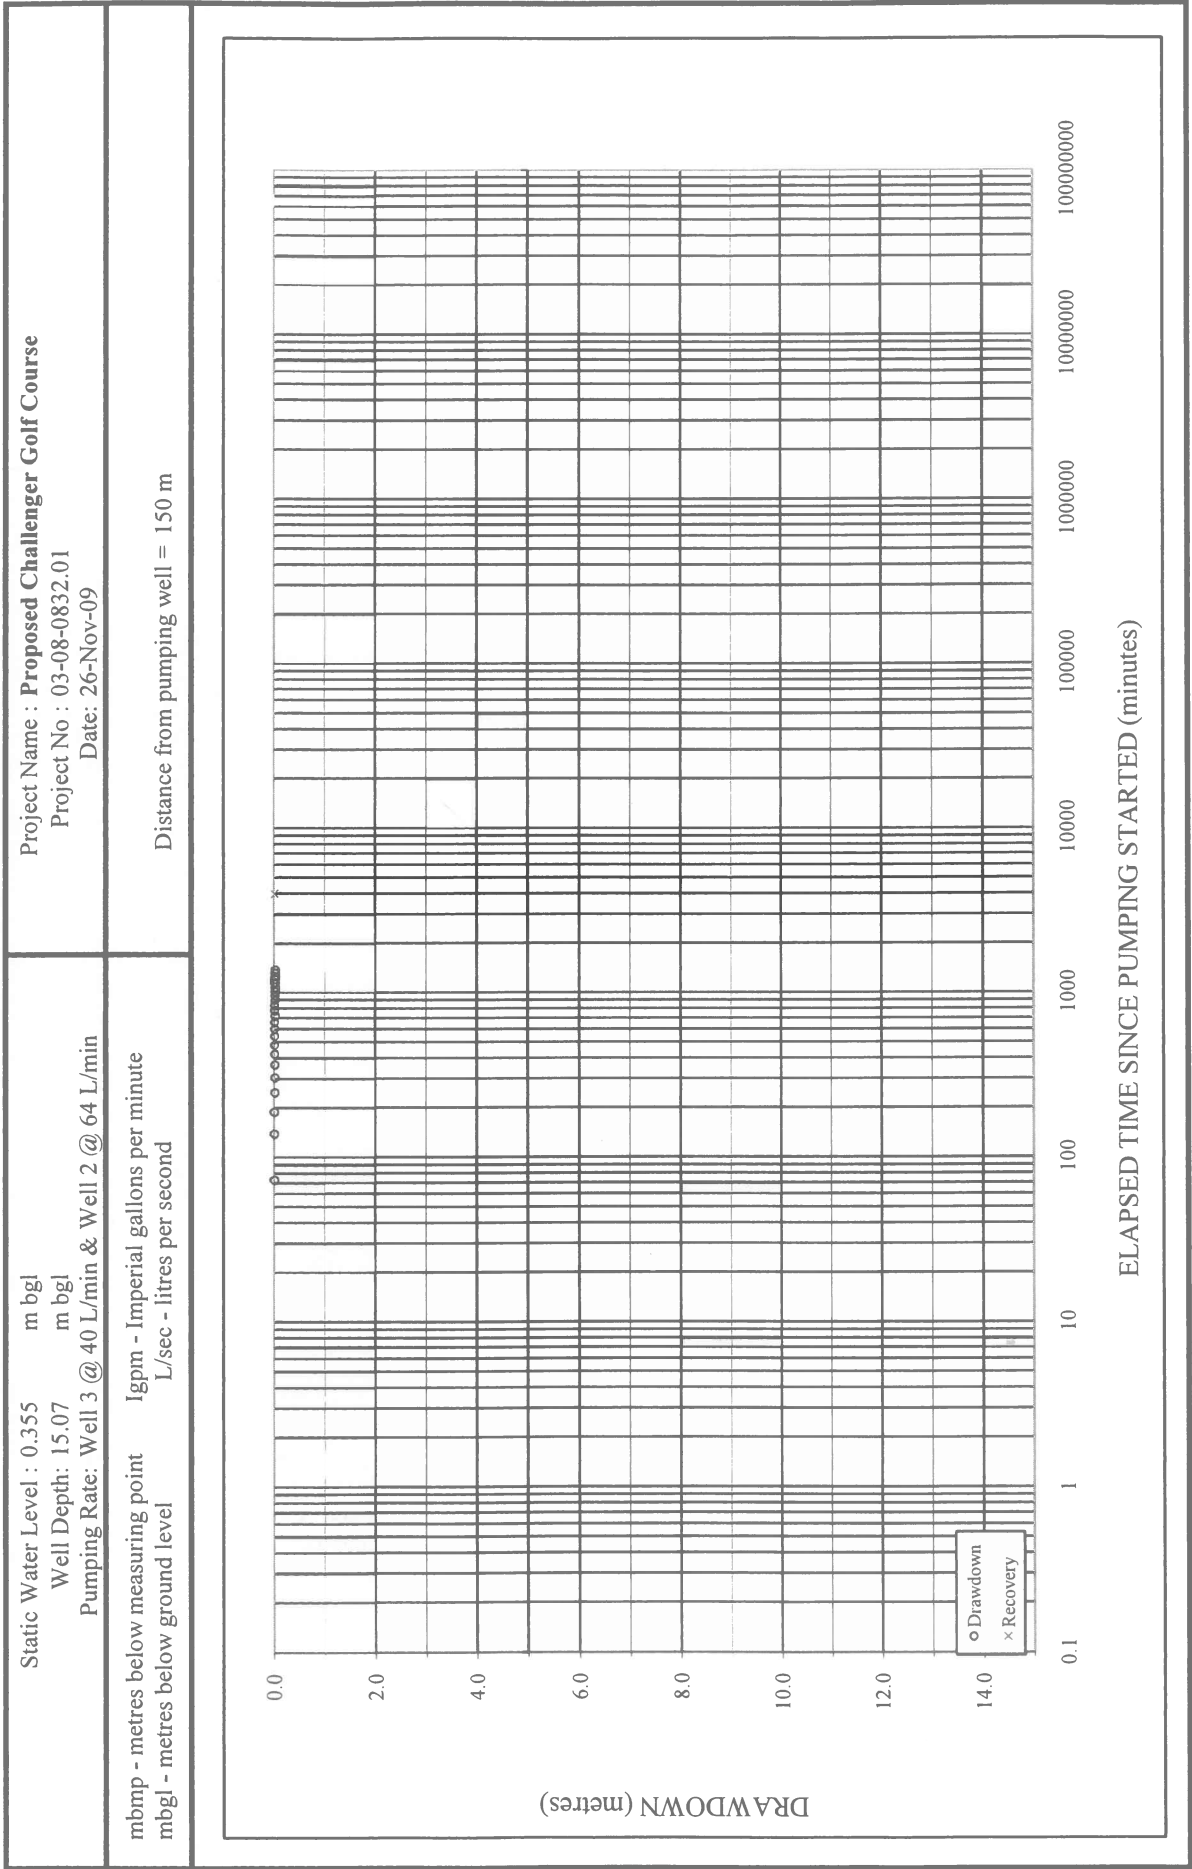 Static Water Level : 0.355 m bgl
Well Depth: 15.07 m bgl
Pumping Rate: Well 3 @ 40 L/min & Well 2 @ 64 L/min
Project Name : Proposed Challenger Golf Course
Project No : 03-08-0832.01
Date: 26-Nov-09
mbmp - metres below measuring point Igpm - Imperial gallons per minute
mbgl - metres below ground level L/sec - litres per second
Distance from pumping well = 150 m
DRAWDOWN (metres)
0.0
2.0
4.0
6.0
8.0
10.0
12.0
14.0
Drawdown
× Recovery
0.1 1 10 100 1000 10000 100000 1000000 10000000 100000000
ELAPSED TIME SINCE PUMPING STARTED (minutes)